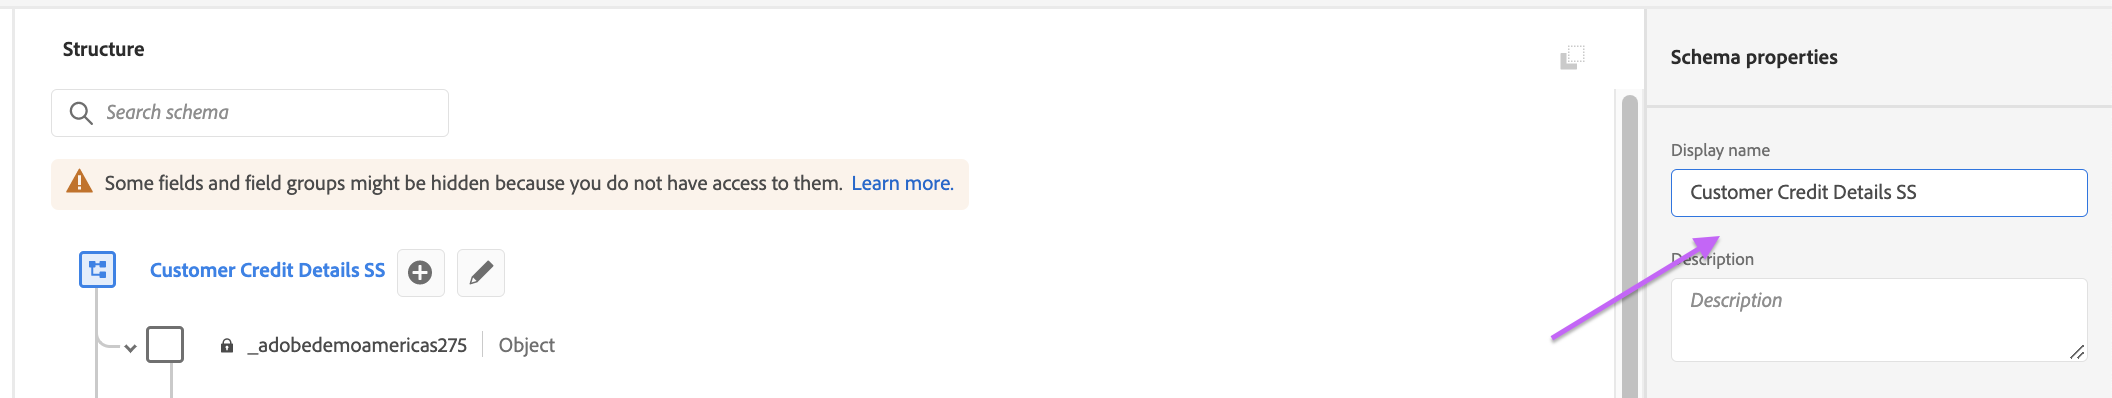 Structure
Search schema
Some fields and field groups might be hidden because you do not have access to them. Learn more.
Customer Credit Details SS
_adobedemoamericas275 Object
Schema properties
Display name
Customer Credit Details SS
Description
Description